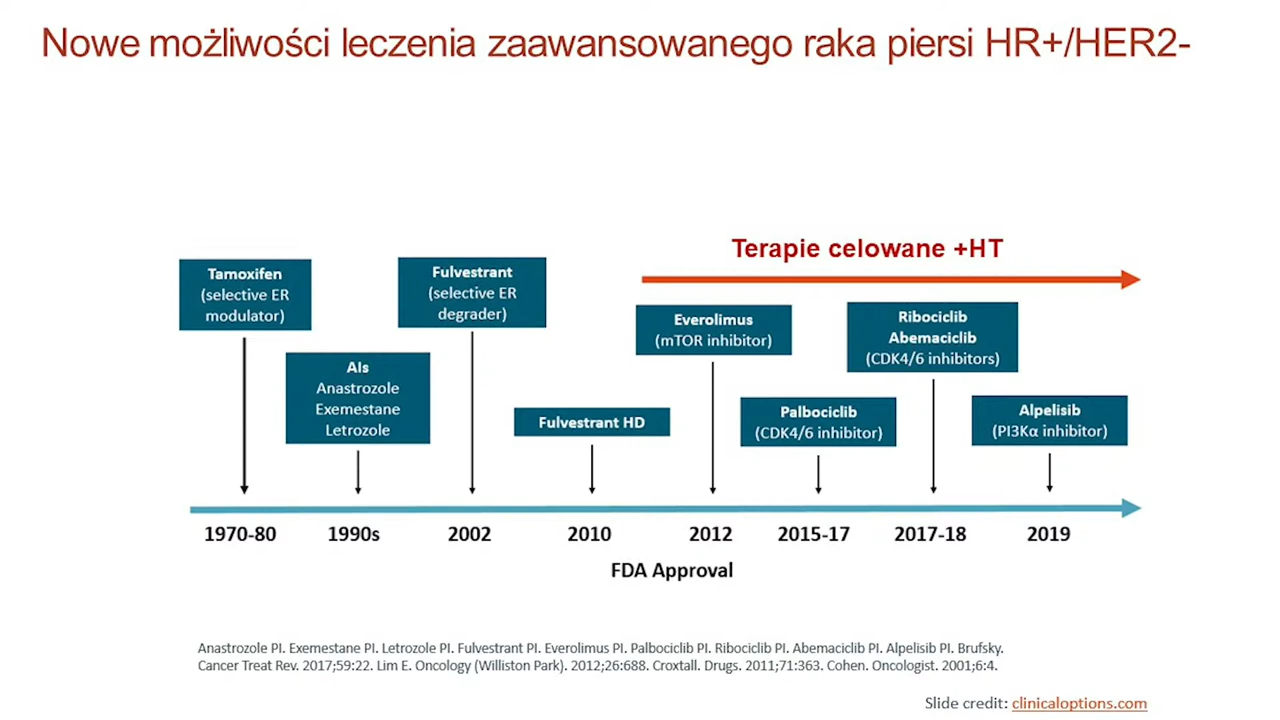 Nowe możliwości leczenia zaawansowanego raka piersi HR+/HER2-
Terapie celowane +HT
Tamoxifen
(selective ER
modulator)
AIs
Anastrozole
Exemestane
Letrozole
Fulvestrant
(selective ER
degrader)
Fulvestrant HD
Everolimus
(mTOR inhibitor)
Palbociclib
(CDK4/6 inhibitor)
Ribociclib
Abemaciclib
(CDK4/6 inhibitors)
Alpelisib
(PI3Kα inhibitor)
1970-80 1990s 2002 2010 2012 2015-17 2017-18 2019
FDA Approval
Anastrozole PI. Exemestane PI. Letrozole PI. Fulvestrant PI. Everolimus PI. Palbociclib PI. Ribociclib PI. Abemaciclib PI. Alpelisib PI. Brufsky.
Cancer Treat Rev. 2017;59:22. Lim E. Oncology (Williston Park). 2012;26:688. Croxtall. Drugs. 2011;71:363. Cohen. Oncologist. 2001;6:4.
Slide credit: clinicaloptions.com